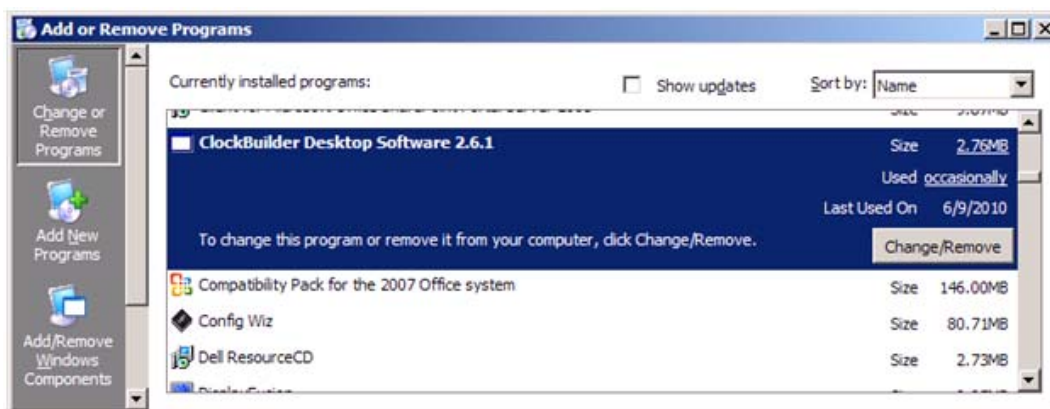 Add or Remove Programs
Change or
Remove
Programs
Add New
Programs
Add/Remove
Windows
Components
Currently installed programs:
Show updates
Sort by: Name
Size
ClockBuilder Desktop Software 2.6.1 Size 2.76MB
Used occasionally
Last Used On 6/9/2010
To change this program or remove it from your computer, click Change/Remove. Change/Remove
Compatibility Pack for the 2007 Office system Size 146.00MB
Config Wiz Size 80.71MB
Dell ResourceCD Size 2.73MB
DisplayFusion